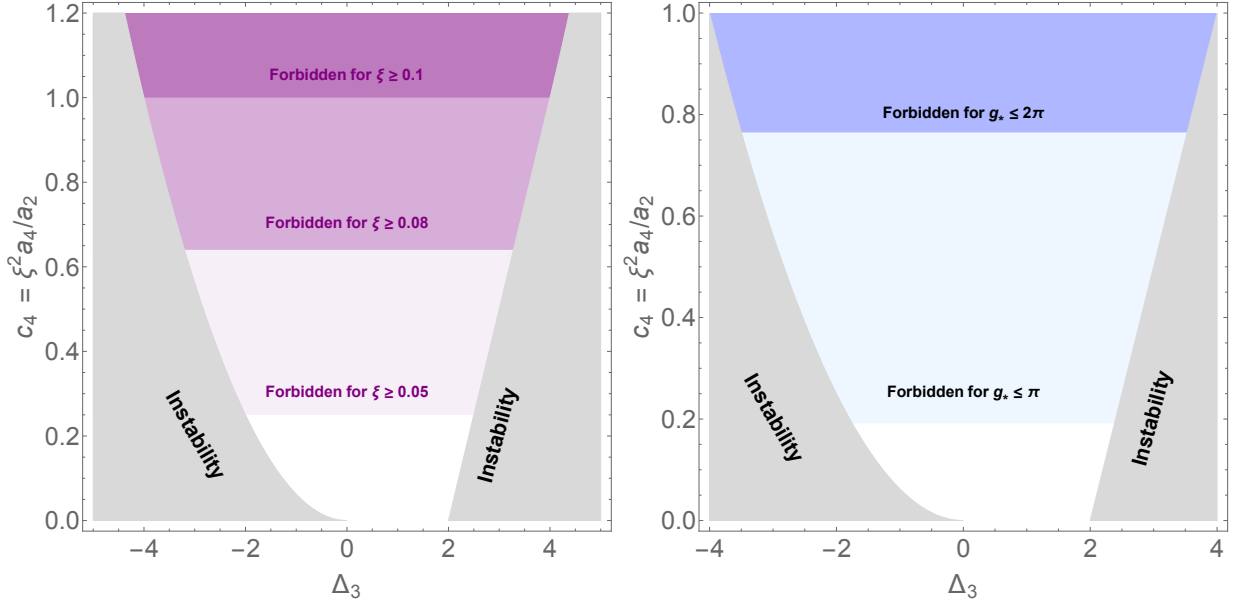 1.2
1.0
0.8
0.6
0.4
0.2
0.0
c₄ = ξ²a₄/a₂
Forbidden for ξ ≥ 0.1
Forbidden for ξ ≥ 0.08
Forbidden for ξ ≥ 0.05
Instability
Instability
−4 −2 0 2 4
Δ₃
1.0
0.8
0.6
0.4
0.2
0.0
c₄ = ξ²a₄/a₂
Forbidden for g⁎ ≤ 2π
Forbidden for g⁎ ≤ π
Instability
Instability
−4 −2 0 2 4
Δ₃